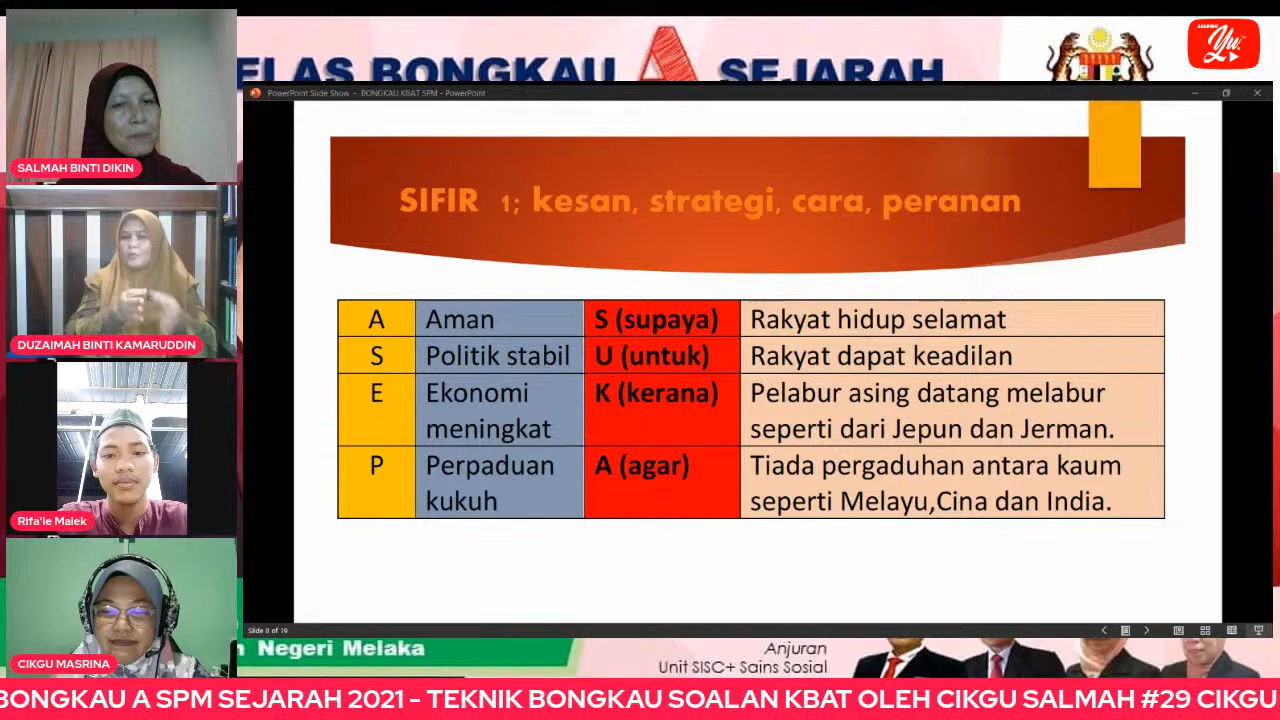 ELAS BONGKAU A SEJARAH
AKADEMI
Yu
PowerPoint Slide Show - BONGKAU KBAT SPM - PowerPoint
SIFIR 1; kesan, strategi, cara, peranan
A Aman S (supaya) Rakyat hidup selamat
S Politik stabil U (untuk) Rakyat dapat keadilan
E Ekonomi meningkat K (kerana) Pelabur asing datang melabur
seperti dari Jepun dan Jerman.
P Perpaduan kukuh A (agar) Tiada pergaduhan antara kaum
seperti Melayu,Cina dan India.
Slide 8 of 19
SALMAH BINTI DIKIN
DUZAIMAH BINTI KAMARUDDIN
Rifa'ie Malek
CIKGU MASRINA
n Negeri Melaka
Anjuran
Unit SISC+ Sains Sosial
BONGKAU A SPM SEJARAH 2021 - TEKNIK BONGKAU SOALAN KBAT OLEH CIKGU SALMAH #29 CIKGU